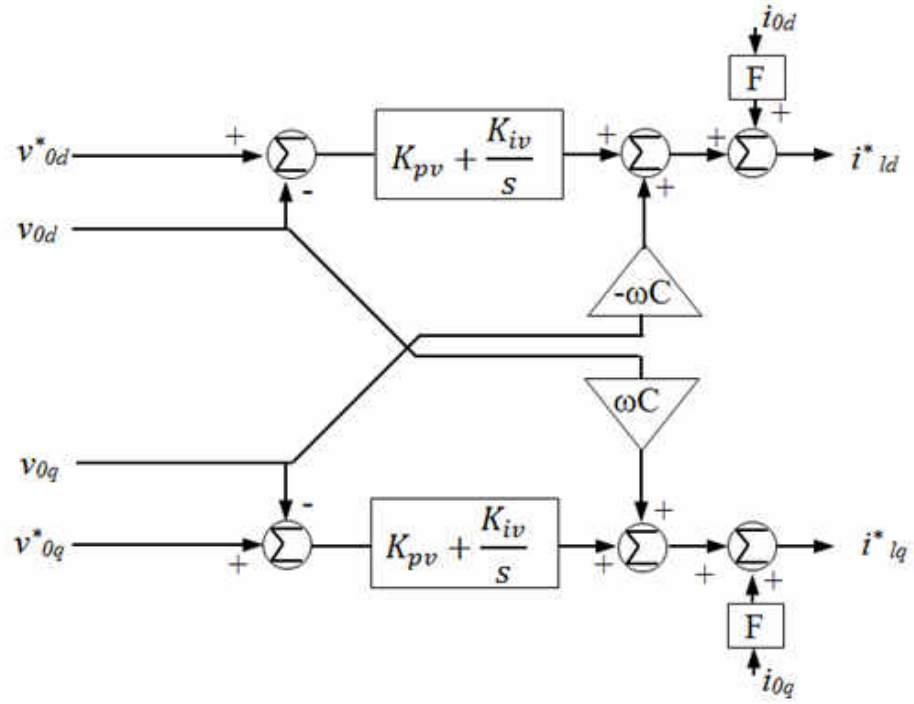 i0d
F
+
+ + + +
v*0d Σ Kpv + Kiv/s Σ Σ i*ld
- +
v0d
-ωC
ωC
v0q
- +
v*0q Σ Kpv + Kiv/s Σ Σ i*lq
+ + + +
F
i0q